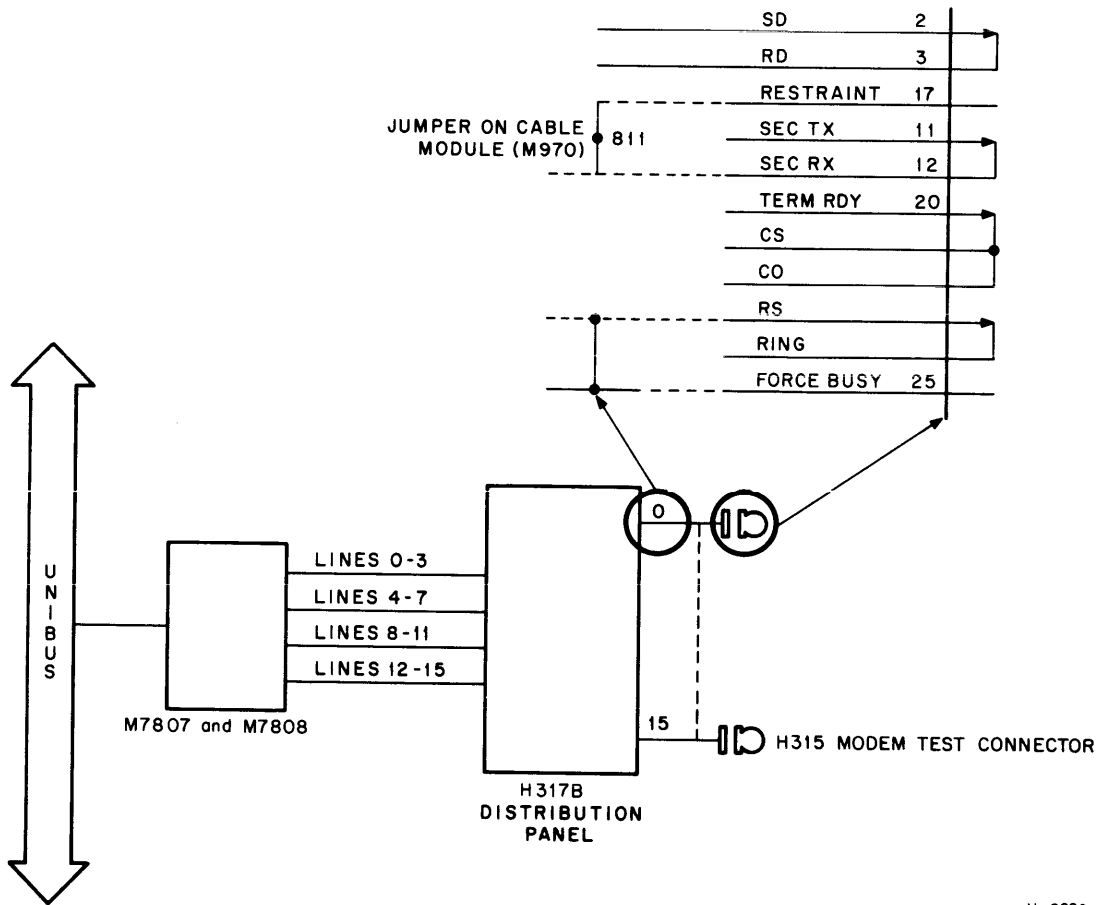 SD 2
RD 3
RESTRAINT 17
JUMPER ON CABLE
MODULE (M970)
811
SEC TX 11
SEC RX 12
TERM RDY 20
CS
CO
RS
RING
FORCE BUSY 25
UNIBUS
0
LINES 0-3
LINES 4-7
LINES 8-11
LINES 12-15
M7807 and M7808
15
H315 MODEM TEST CONNECTOR
H317B
DISTRIBUTION
PANEL